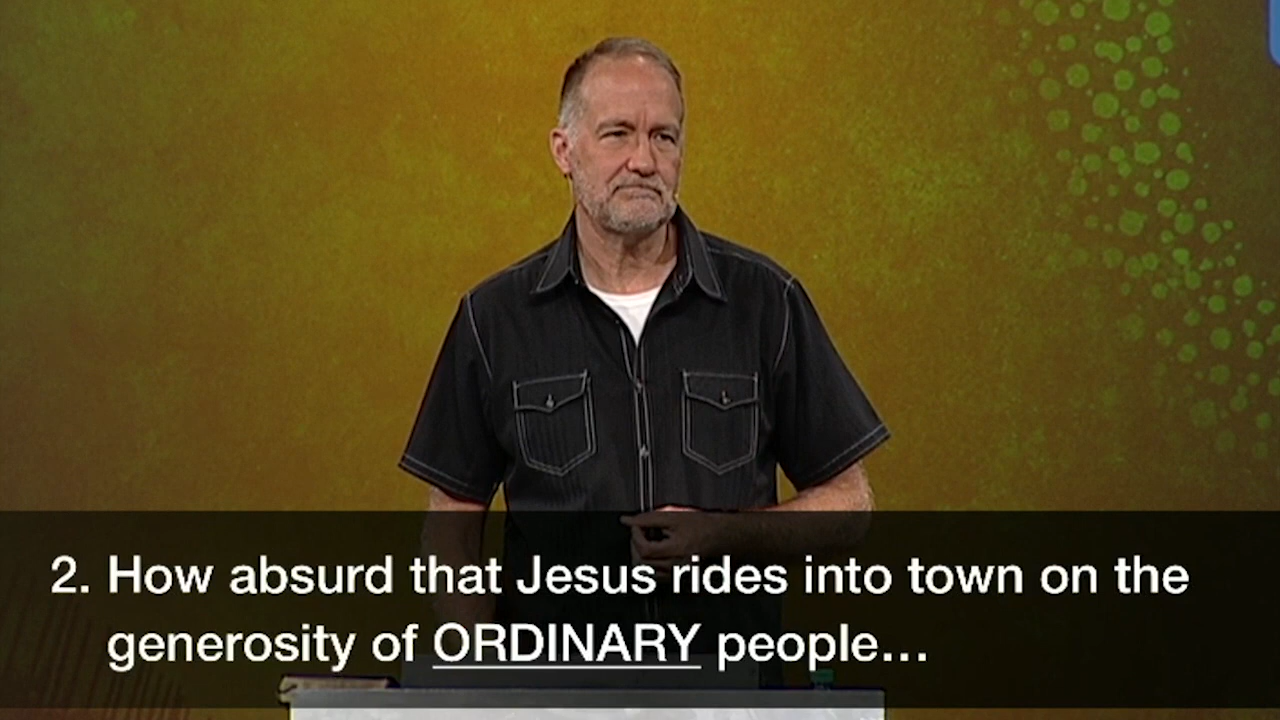 2. How absurd that Jesus rides into town on the
generosity of ORDINARY people...